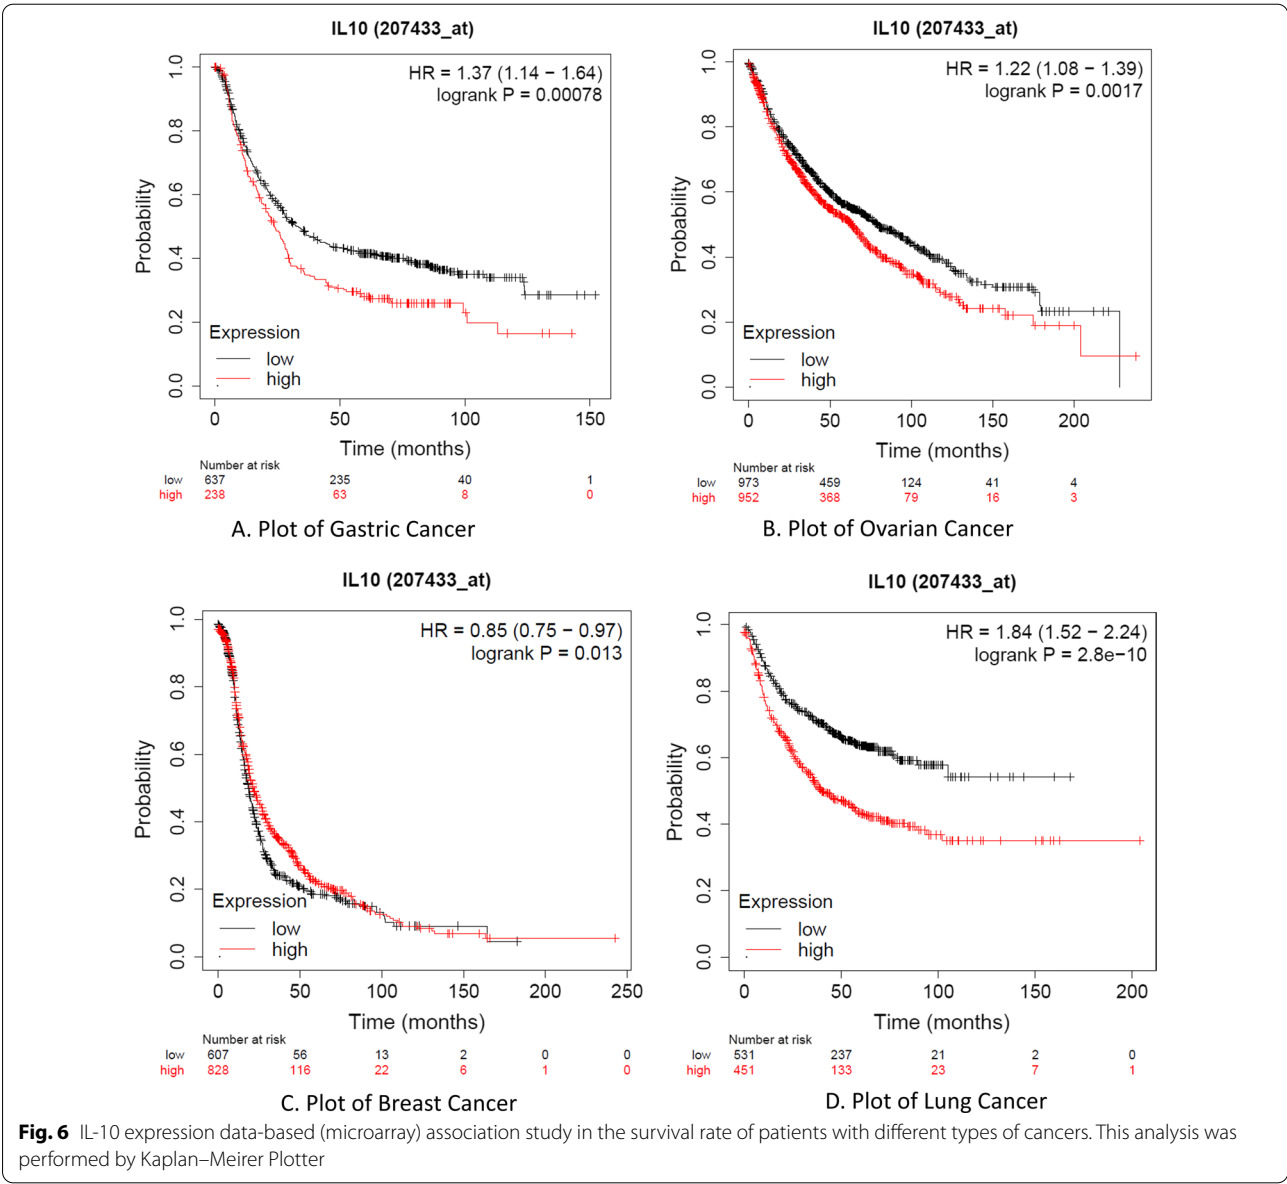 IL10 (207433_at)
HR = 1.37 (1.14 − 1.64)
logrank P = 0.00078
Probability
1.0
0.8
0.6
0.4
0.2
0.0
Expression
low
high
0 50 100 150
Time (months)
Number at risk
low 637 235 40 1
high 238 63 8 0
A. Plot of Gastric Cancer
IL10 (207433_at)
HR = 1.22 (1.08 − 1.39)
logrank P = 0.0017
Probability
1.0
0.8
0.6
0.4
0.2
0.0
Expression
low
high
0 50 100 150 200
Time (months)
Number at risk
low 973 459 124 41 4
high 952 368 79 16 3
B. Plot of Ovarian Cancer
IL10 (207433_at)
HR = 0.85 (0.75 − 0.97)
logrank P = 0.013
Probability
1.0
0.8
0.6
0.4
0.2
0.0
Expression
low
high
0 50 100 150 200 250
Time (months)
Number at risk
low 607 56 13 2 0 0
high 828 116 22 6 1 0
C. Plot of Breast Cancer
IL10 (207433_at)
HR = 1.84 (1.52 − 2.24)
logrank P = 2.8e−10
Probability
1.0
0.8
0.6
0.4
0.2
0.0
Expression
low
high
0 50 100 150 200
Time (months)
Number at risk
low 531 237 21 2 0
high 451 133 23 7 1
D. Plot of Lung Cancer
Fig. 6 IL-10 expression data-based (microarray) association study in the survival rate of patients with different types of cancers. This analysis was
performed by Kaplan–Meirer Plotter